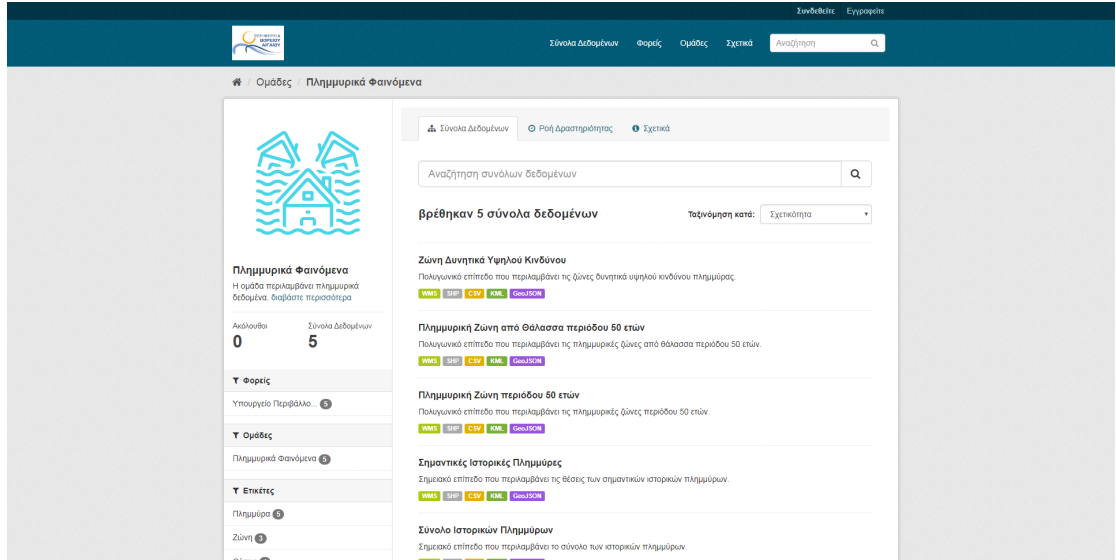 Συνδεθείτε Εγγραφείτε
ΠΕΡΙΦΕΡΕΙΑ
ΒΟΡΕΙΟΥ
ΑΙΓΑΙΟΥ
Σύνολα Δεδομένων Φορείς Ομάδες Σχετικά Αναζήτηση
/ Ομάδες / Πλημμυρικά Φαινόμενα
Σύνολα Δεδομένων Ροή Δραστηριότητας Σχετικά
Αναζήτηση συνόλων δεδομένων
βρέθηκαν 5 σύνολα δεδομένων Ταξινόμηση κατά: Σχετικότητα
Πλημμυρικά Φαινόμενα
Η ομάδα περιλαμβάνει πλημμυρικά
δεδομένα. διαβάστε περισσότερα
Ακόλουθοι Σύνολα Δεδομένων
0 5
Φορείς
Υπουργείο Περιβάλλο... 5
Ομάδες
Πλημμυρικά Φαινόμενα 5
Ετικέτες
Πλημμύρα 5
Ζώνη 3
Ζώνη Δυνητικά Υψηλού Κινδύνου
Πολυγωνικό επίπεδο που περιλαμβάνει τις ζώνες δυνητικά υψηλού κινδύνου πλημμύρας.
WMS SHP CSV KML GeoJSON
Πλημμυρική Ζώνη από Θάλασσα περιόδου 50 ετών
Πολυγωνικό επίπεδο που περιλαμβάνει τις πλημμυρικές ζώνες από θάλασσα περιόδου 50 ετών.
WMS SHP CSV KML GeoJSON
Πλημμυρική Ζώνη περιόδου 50 ετών
Πολυγωνικό επίπεδο που περιλαμβάνει τις πλημμυρικές ζώνες περιόδου 50 ετών.
WMS SHP CSV KML GeoJSON
Σημαντικές Ιστορικές Πλημμύρες
Σημειακό επίπεδο που περιλαμβάνει τις θέσεις των σημαντικών ιστορικών πλημμύρων.
WMS SHP CSV KML GeoJSON
Σύνολο Ιστορικών Πλημμύρων
Σημειακό επίπεδο που περιλαμβάνει το σύνολο των ιστορικών πλημμύρων.